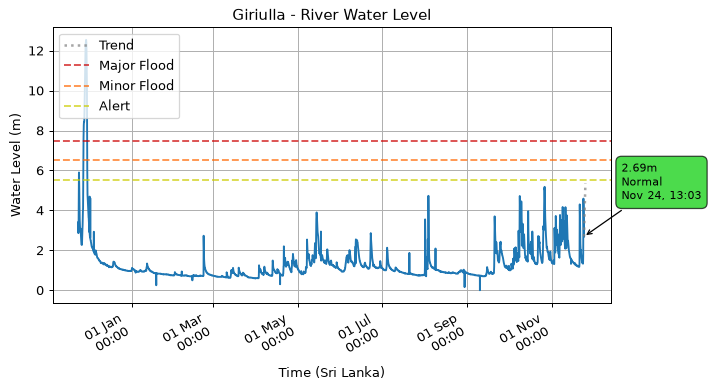 Giriulla - River Water Level
Trend
Major Flood
Minor Flood
Alert
Water Level (m)
12
10
8
6
4
2
0
2.69m
Normal
Nov 24, 13:03
01 Jan
00:00
01 Mar
00:00
01 May
00:00
01 Jul
00:00
01 Sep
00:00
01 Nov
00:00
Time (Sri Lanka)